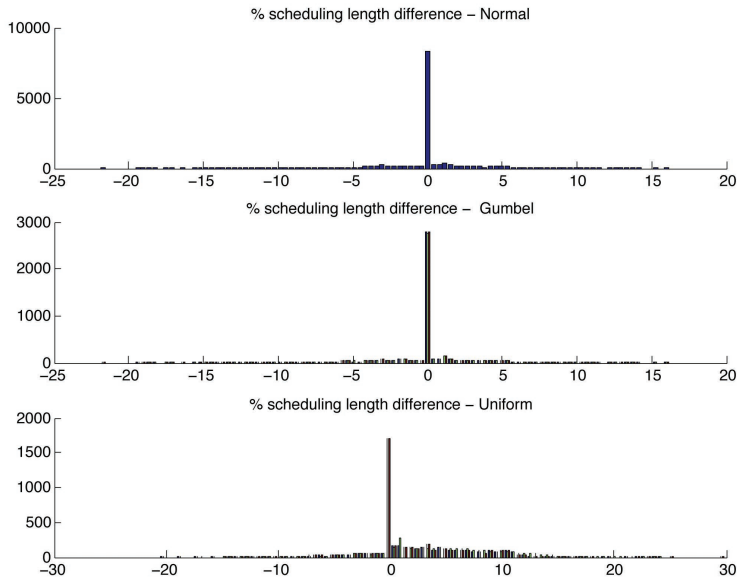 % scheduling length difference – Normal
10000
5000
0
−25 −20 −15 −10 −5 0 5 10 15 20
% scheduling length difference – Gumbel
3000
2000
1000
0
−25 −20 −15 −10 −5 0 5 10 15 20
% scheduling length difference – Uniform
2000
1500
1000
500
0
−30 −20 −10 0 10 20 30